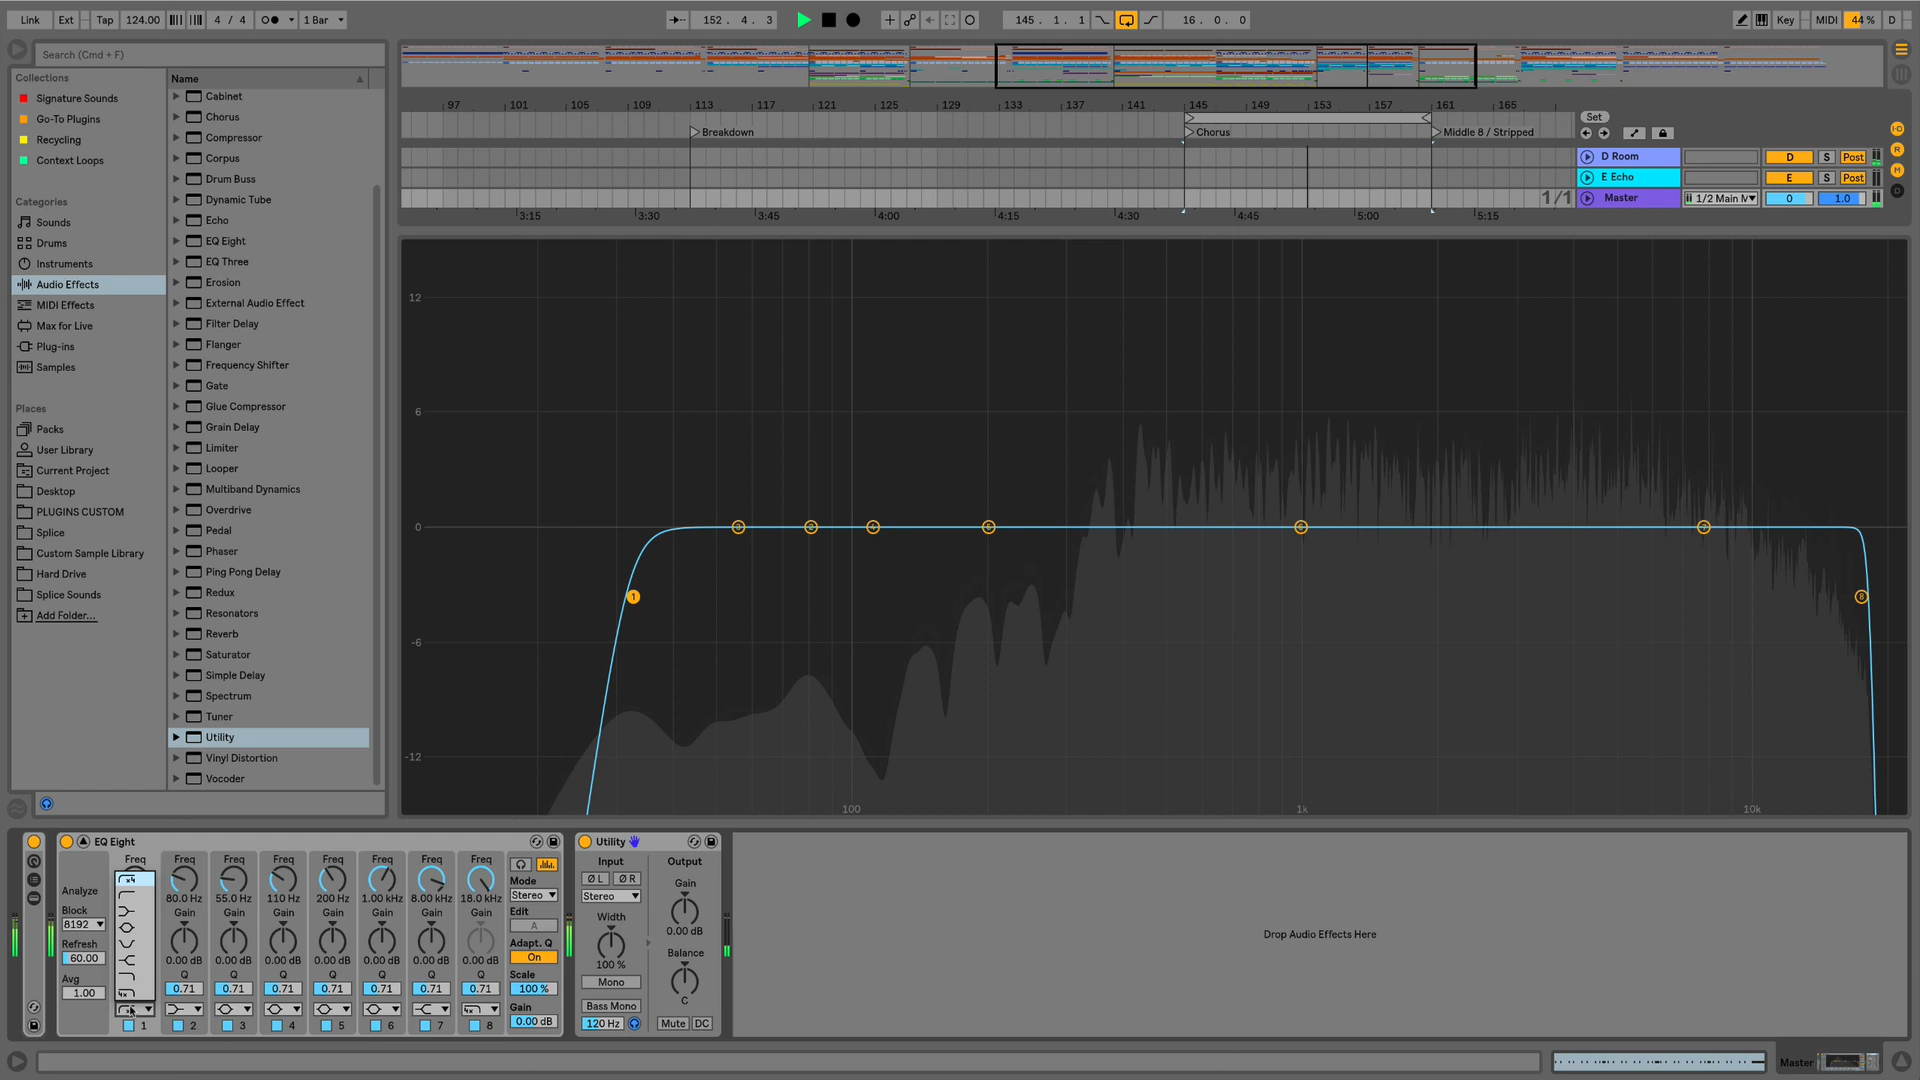 Link Ext Tap 124.00 4 / 4 1 Bar 152 . 4 . 3 145 . 1 . 1 16 . 0 . 0 Key MIDI 44 % D
Search (Cmd + F)
Collections
Signature Sounds
Go-To Plugins
Recycling
Context Loops
Categories
Sounds
Drums
Instruments
Audio Effects
MIDI Effects
Max for Live
Plug-ins
Samples
Places
Packs
User Library
Current Project
Desktop
PLUGINS CUSTOM
Splice
Custom Sample Library
Hard Drive
Splice Sounds
Add Folder...
Name
Cabinet
Chorus
Compressor
Corpus
Drum Buss
Dynamic Tube
Echo
EQ Eight
EQ Three
Erosion
External Audio Effect
Filter Delay
Flanger
Frequency Shifter
Gate
Glue Compressor
Grain Delay
Limiter
Looper
Multiband Dynamics
Overdrive
Pedal
Phaser
Ping Pong Delay
Redux
Resonators
Reverb
Saturator
Simple Delay
Spectrum
Tuner
Utility
Vinyl Distortion
Vocoder
97 101 105 109 113 117 121 125 129 133 137 141 145 149 153 157 161 165
Set
Breakdown Chorus Middle 8 / Stripped
D Room D S Post
E Echo E S Post
1/1 Master 1/2 Main 0 1.0
3:15 3:30 3:45 4:00 4:15 4:30 4:45 5:00 5:15
I-O
R
M
D
12
6
0
-6
-12
3 2 4 5 6 7
1 8
100 1k 10k
EQ Eight
Freq Freq Freq Freq Freq Freq Freq Freq
80.0 Hz 55.0 Hz 110 Hz 200 Hz 1.00 kHz 8.00 kHz 18.0 kHz
Gain Gain Gain Gain Gain Gain Gain
0.00 dB 0.00 dB 0.00 dB 0.00 dB 0.00 dB 0.00 dB 0.00 dB
Q Q Q Q Q Q Q
0.71 0.71 0.71 0.71 0.71 0.71 0.71
1 2 3 4 5 6 7 8
Analyze
Block
8192
Refresh
60.00
Avg
1.00
Mode
Stereo
Edit
A
Adapt. Q
On
Scale
100 %
Gain
0.00 dB
Utility
Input
Ø L Ø R
Stereo
Width
100 %
Mono
Bass Mono
120 Hz
Output
Gain
0.00 dB
Balance
C
Mute DC
Drop Audio Effects Here
Master